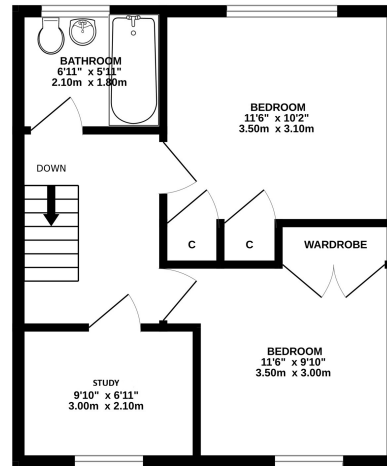 BATHROOM
6'11" x 5'11"
2.10m x 1.80m
BEDROOM
11'6" x 10'2"
3.50m x 3.10m
DOWN
C
C
WARDROBE
BEDROOM
11'6" x 9'10"
3.50m x 3.00m
STUDY
9'10" x 6'11"
3.00m x 2.10m